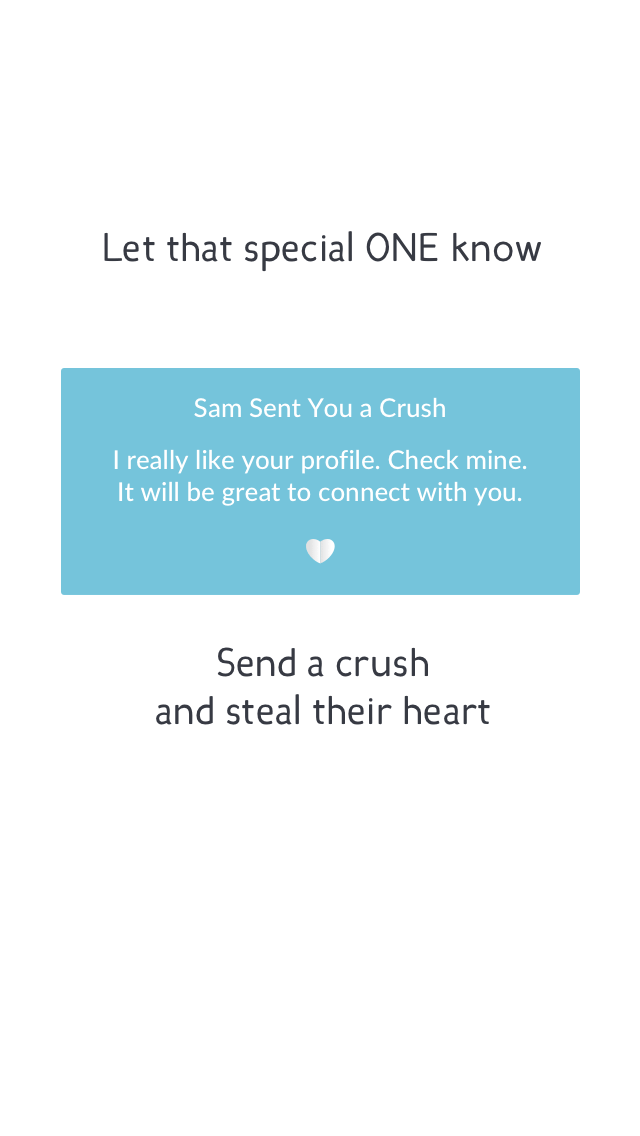 Let that special ONE know
Sam Sent You a Crush
I really like your profile. Check mine.
It will be great to connect with you.
Send a crush
and steal their heart